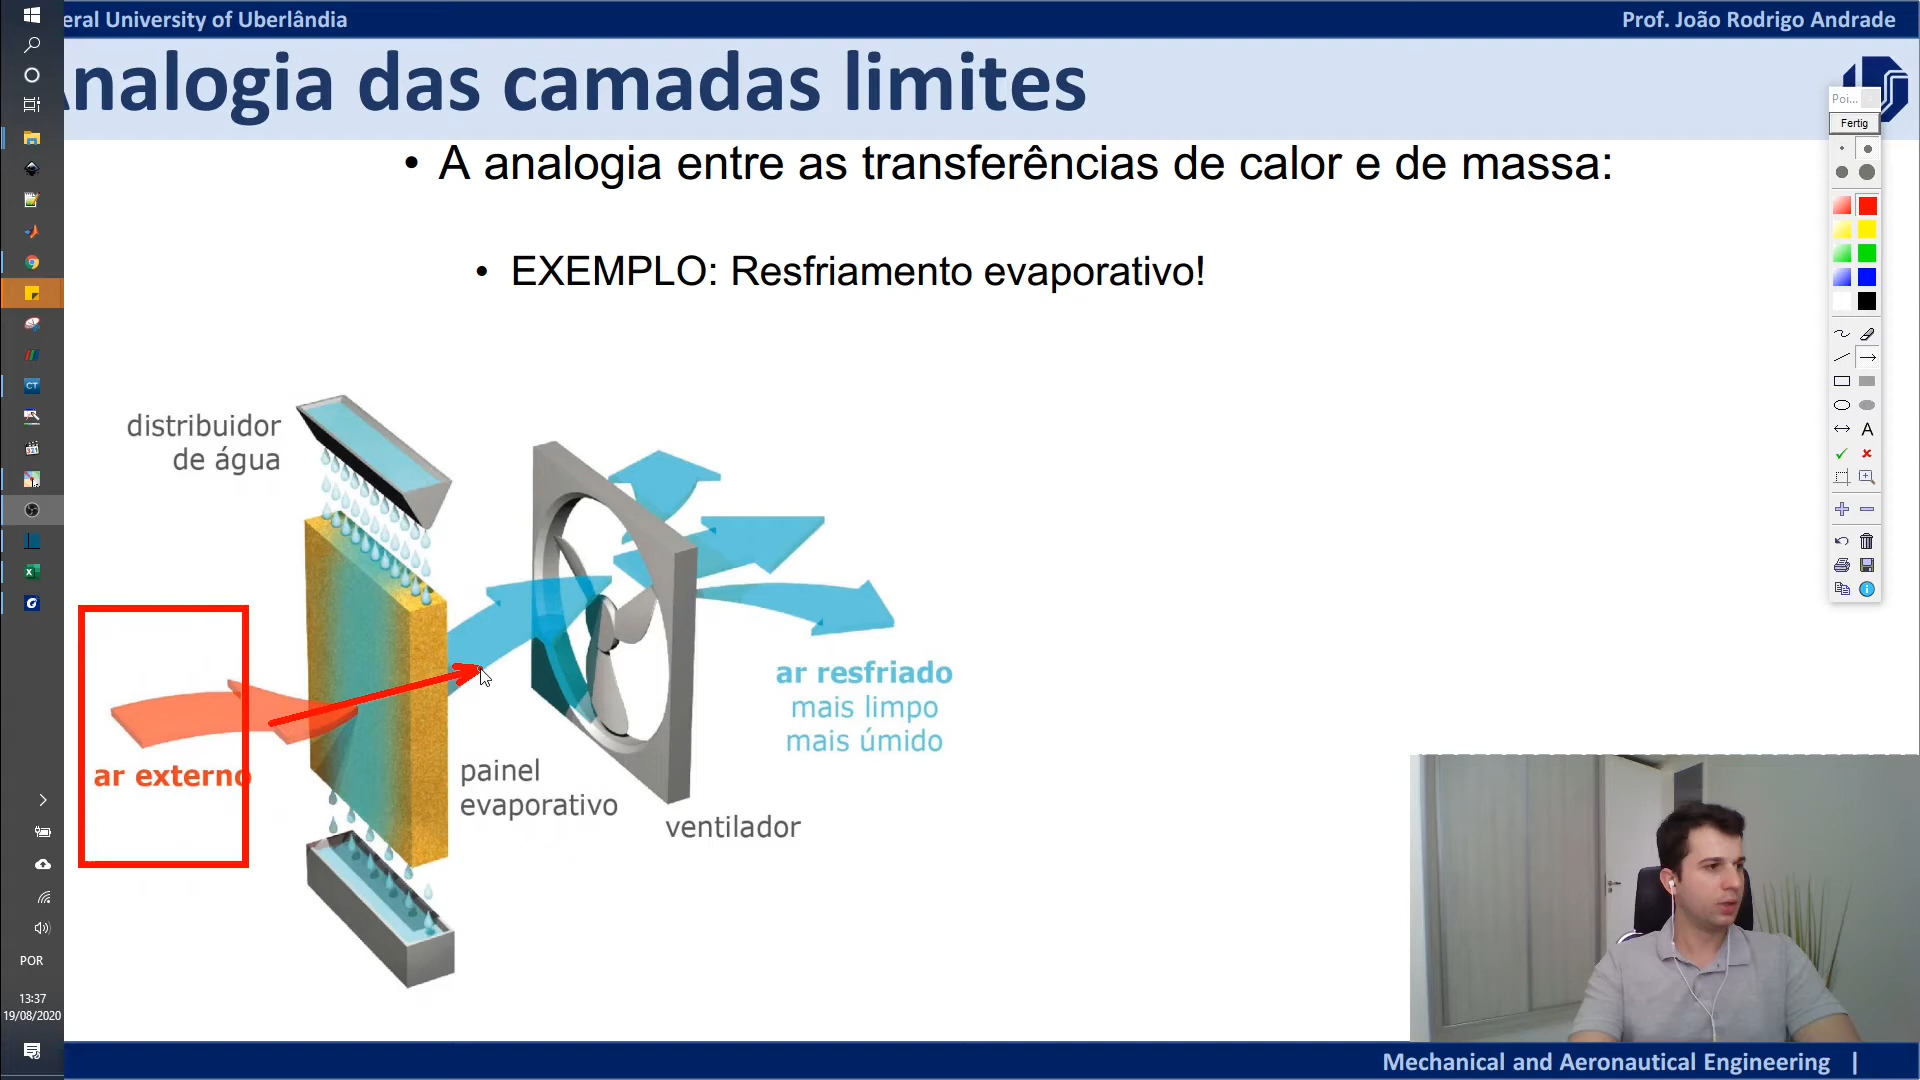 eral University of Uberlândia
Prof. João Rodrigo Andrade
nalogia das camadas limites
• A analogia entre as transferências de calor e de massa:
• EXEMPLO: Resfriamento evaporativo!
distribuidor
de água
ar externo
painel
evaporativo
ventilador
ar resfriado
mais limpo
mais úmido
Poi...
Fertig
A
CT
POR
13:37
19/08/2020
Mechanical and Aeronautical Engineering |